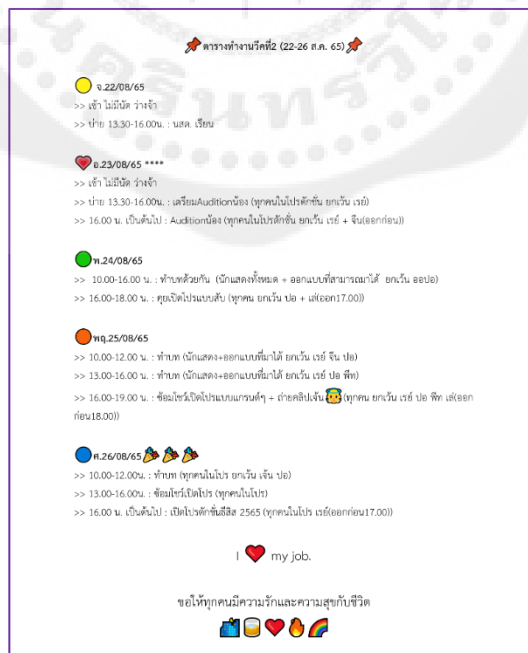 📌ตารางทำงานวีคที่2 (22-26 ส.ค. 65)📌
🟡 จ.22/08/65
>> เช้า ไม่มีนัด ว่างจ้า
>> บ่าย 13.30-16.00น. : นสด. เรียน
💗อ.23/08/65 ****
>> เช้า ไม่มีนัด ว่างจ้า
>> บ่าย 13.30-16.00น. : เตรียมAuditionน้อง (ทุกคนในโปรดักชั่น ยกเว้น เรย์)
>> 16.00 น. เป็นต้นไป : Auditionน้อง (ทุกคนในโปรดักชั่น ยกเว้น เรย์ + จีน(ออกก่อน))
🟢พ.24/08/65
>> 10.00-16.00 น. : ทำบทด้วยกัน (นักแสดงทั้งหมด + ออกแบบที่สามารถมาได้ ยกเว้น ออปอ)
>> 16.00-18.00 น. : คุยเปิดโปรแบบสับ (ทุกคน ยกเว้น ปอ + เล่(ออก17.00))
🟠พฤ.25/08/65
>> 10.00-12.00 น. : ทำบท (นักแสดง+ออกแบบที่มาได้ ยกเว้น เรย์ จีน ปอ)
>> 13.00-16.00 น. : ทำบท (นักแสดง+ออกแบบที่มาได้ ยกเว้น เรย์ ปอ พีท)
>> 16.00-19.00 น. : ซ้อมโชว์เปิดโปรแบบแกรนด์ๆ + ถ่ายคลิปเจ้น (ทุกคน ยกเว้น เรย์ ปอ พีท เล่(ออก
ก่อน18.00))
🔵ศ.26/08/65🎉🎉🎉
>> 10.00-12.00น. : ทำบท (ทุกคนในโปร ยกเว้น เจ้น ปอ)
>> 13.00-16.00น. : ซ้อมโชว์เปิดโปร (ทุกคนในโปร)
>> 16.00 น. เป็นต้นไป : เปิดโปรดักชั่นธีสิส 2565 (ทุกคนในโปร เรย์(ออกก่อน17.00))
I ❤️ my job.
ขอให้ทุกคนมีความรักและความสุขกับชีวิต